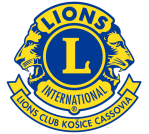 LIONS
L
INTERNATIONAL
®
LIONS CLUB KOŠICE CASSOVIA